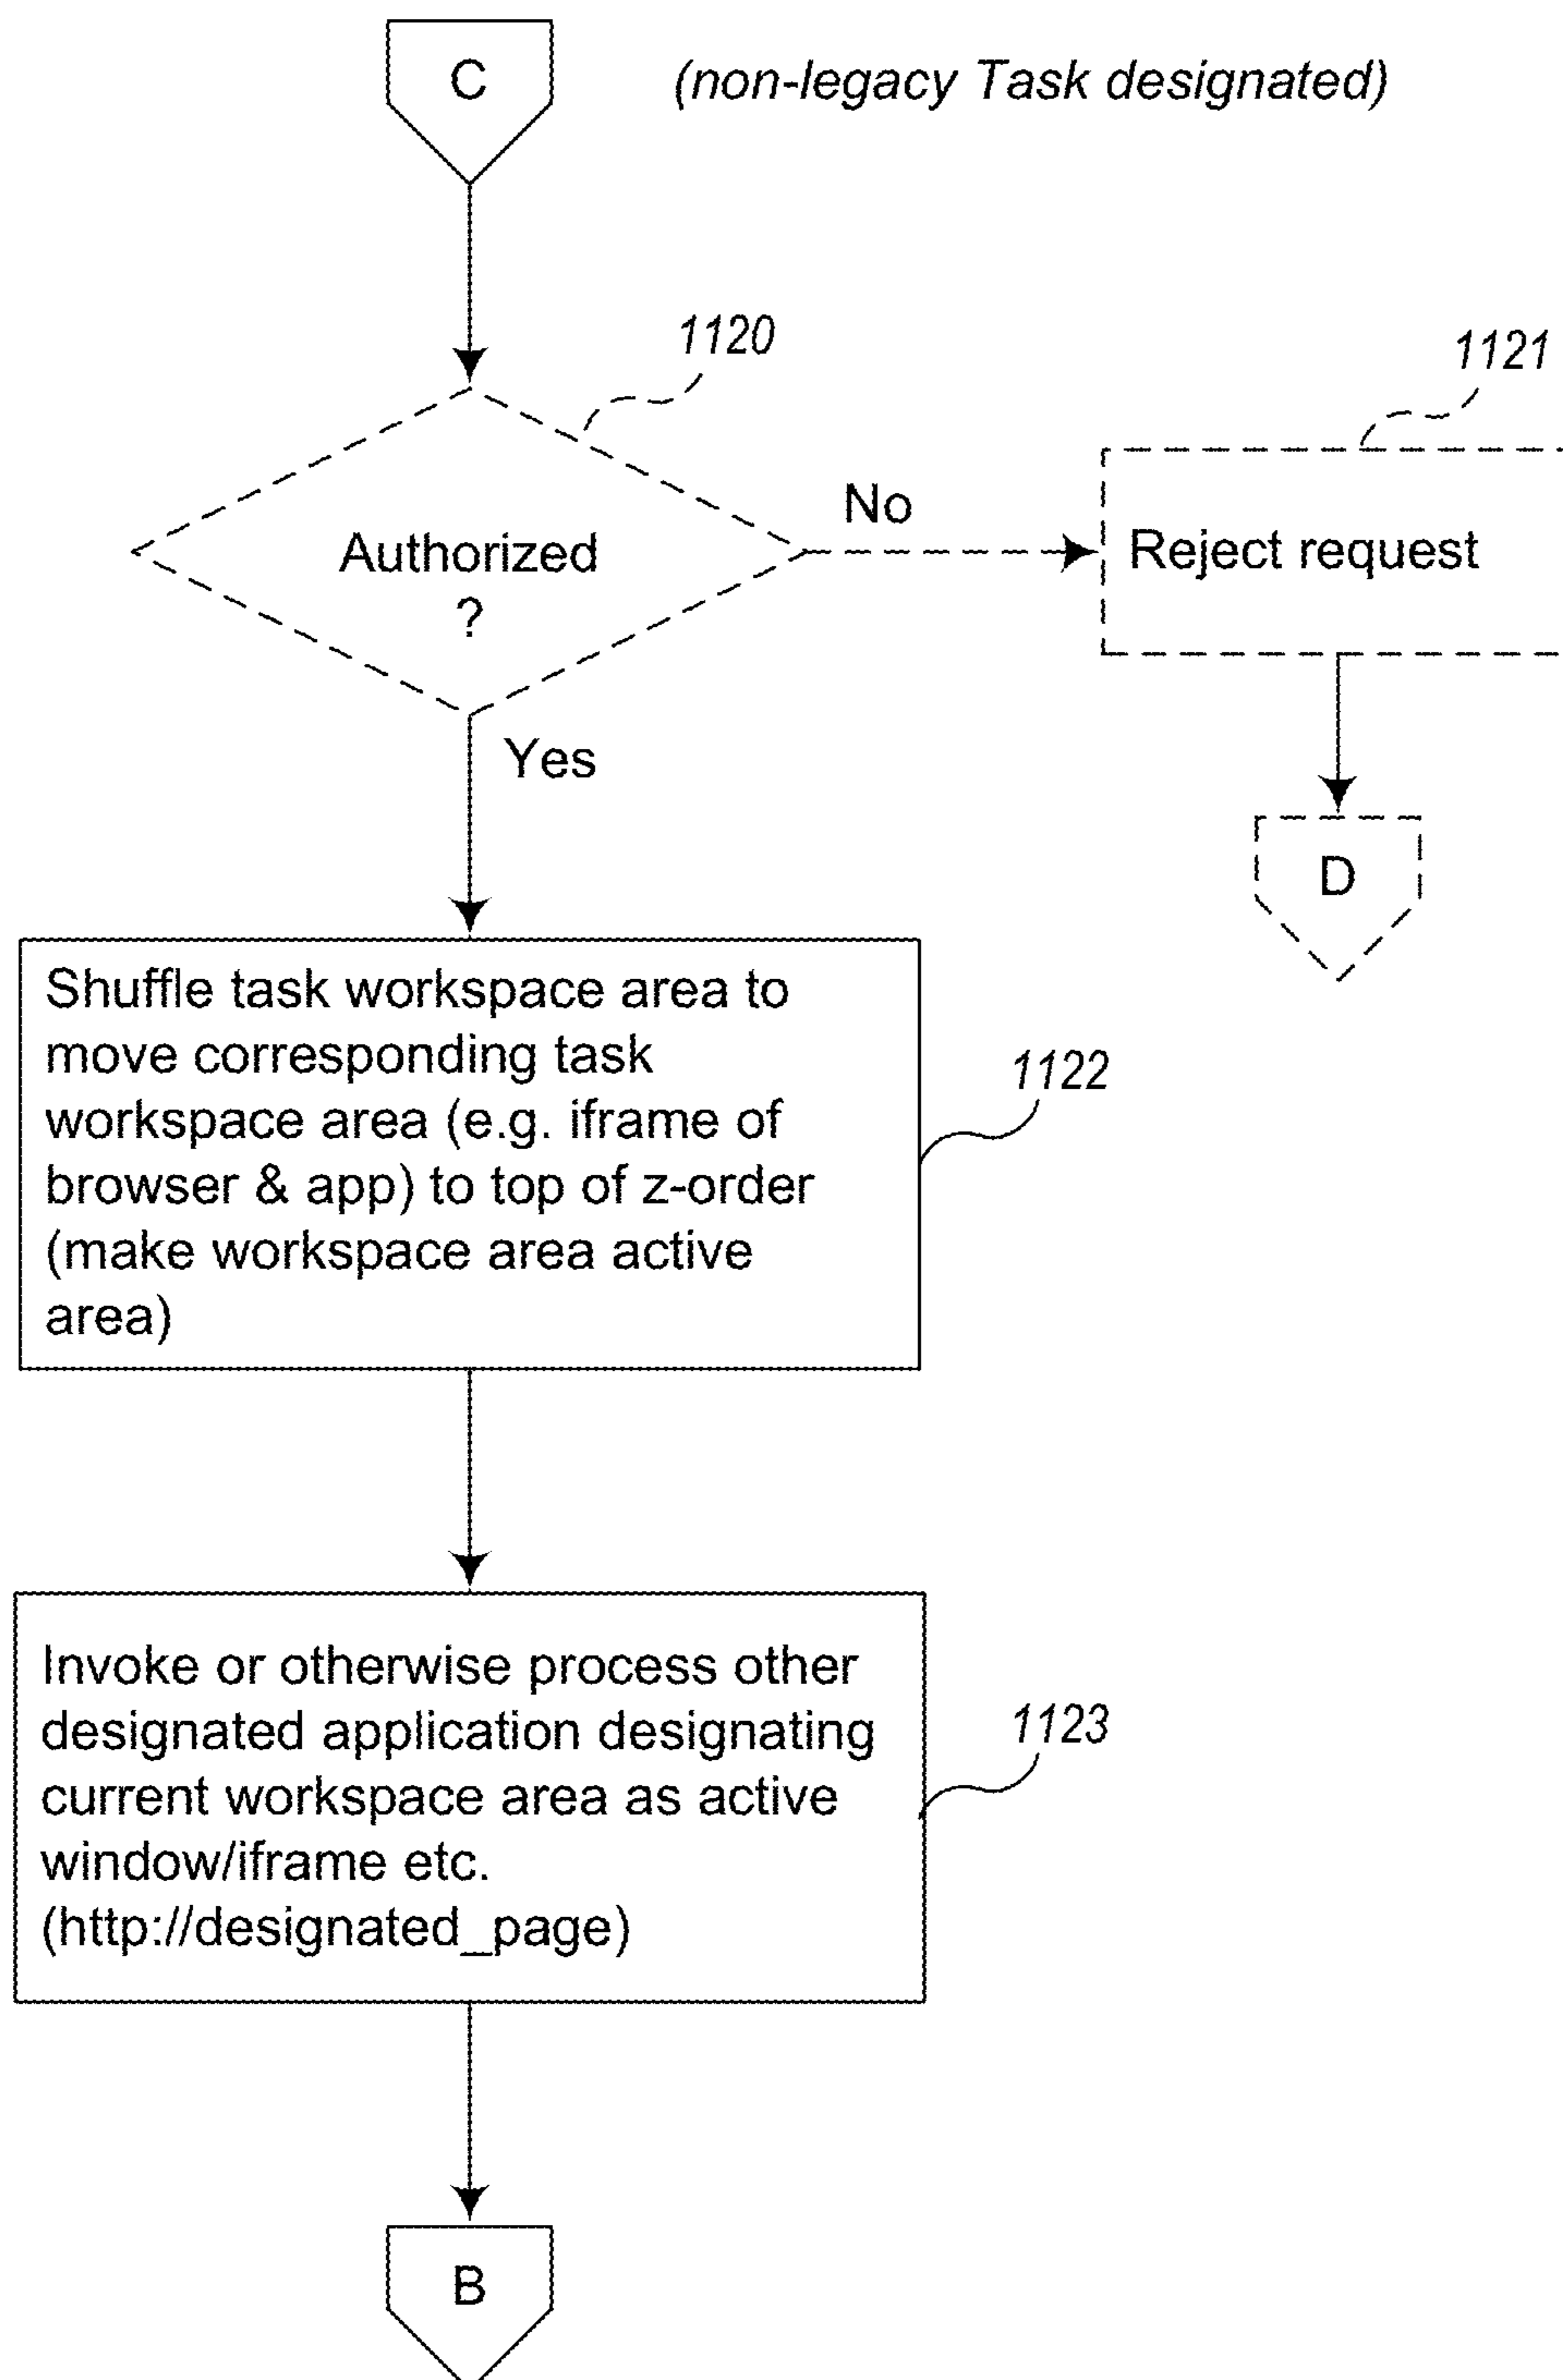 C
(non-legacy Task designated)
1120
1121
Authorized
?
No
Reject request
Yes
D
Shuffle task workspace area to
move corresponding task
workspace area (e.g. iframe of
browser & app) to top of z-order
(make workspace area active
area)
1122
Invoke or otherwise process other
designated application designating
current workspace area as active
window/iframe etc.
(http://designated_page)
1123
B